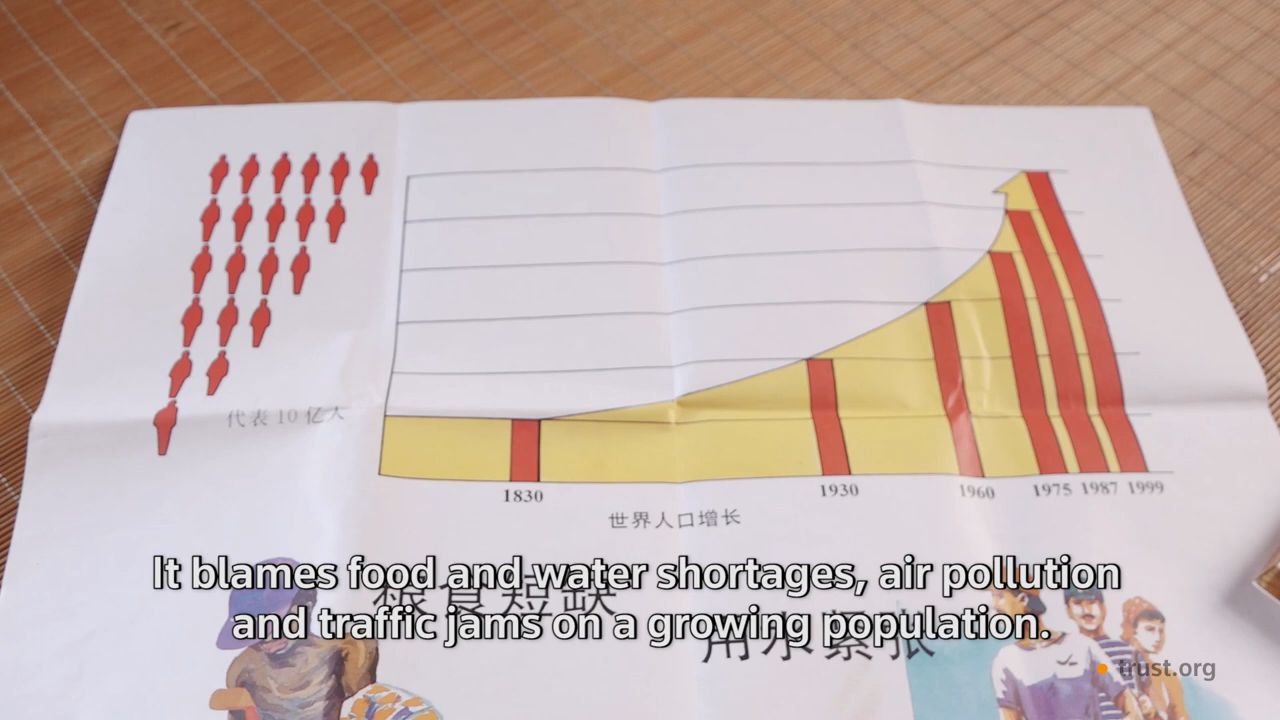 代表10亿人
1830
1930
1960
1975
1987
1999
世界人口增长
粮食短缺
用水紧张
It blames food and water shortages, air pollution
and traffic jams on a growing population.
trust.org